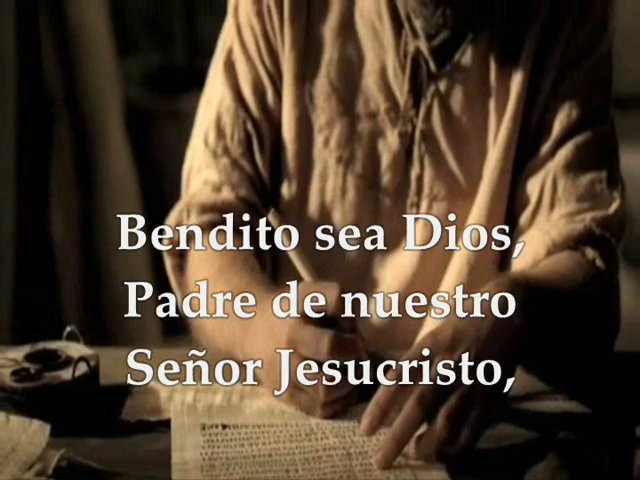 Bendito sea Dios,
Padre de nuestro
Señor Jesucristo,